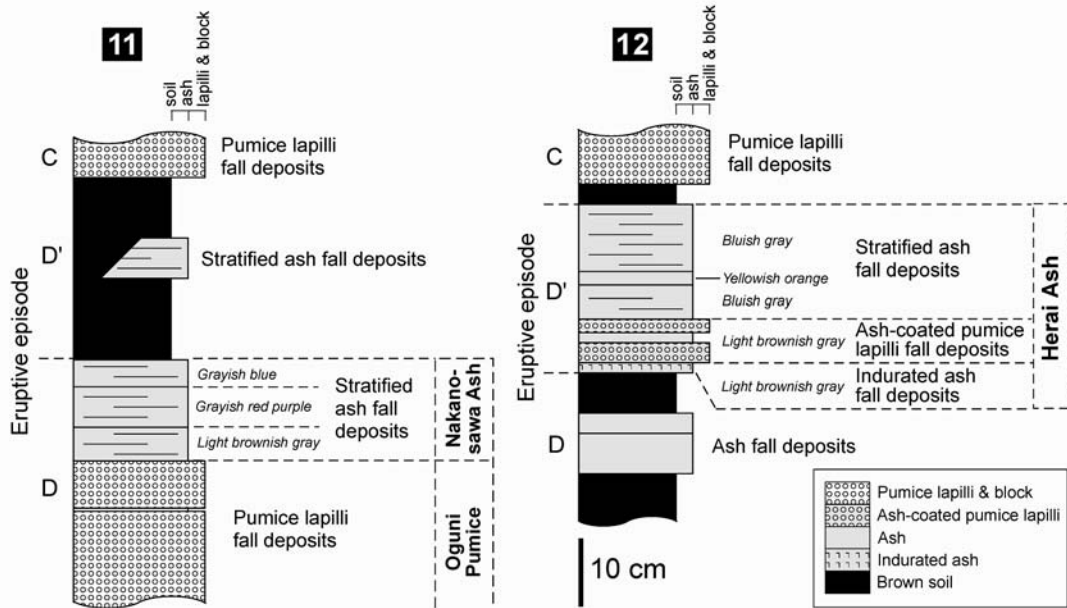 11
soil
ash
lapilli & block
C
Pumice lapilli
fall deposits
D'
Stratified ash fall deposits
Eruptive episode
Grayish blue
Grayish red purple
Light brownish gray
Stratified
ash fall
deposits
Nakano-
sawa Ash
D
Pumice lapilli
fall deposits
Oguni
Pumice
12
soil
ash
lapilli & block
C
Pumice lapilli
fall deposits
Eruptive episode
D'
Bluish gray
Yellowish orange
Bluish gray
Stratified ash
fall deposits
Light brownish gray
Ash-coated pumice
lapilli fall deposits
Light brownish gray
Indurated ash
fall deposits
Herai Ash
D
Ash fall deposits
10 cm
Pumice lapilli & block
Ash-coated pumice lapilli
Ash
Indurated ash
Brown soil